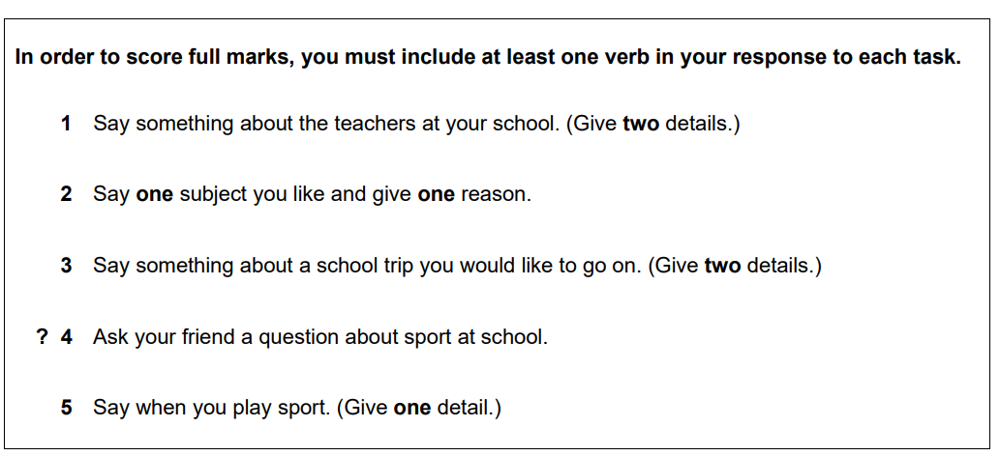 In order to score full marks, you must include at least one verb in your response to each task.
1 Say something about the teachers at your school. (Give two details.)
2 Say one subject you like and give one reason.
3 Say something about a school trip you would like to go on. (Give two details.)
? 4 Ask your friend a question about sport at school.
5 Say when you play sport. (Give one detail.)